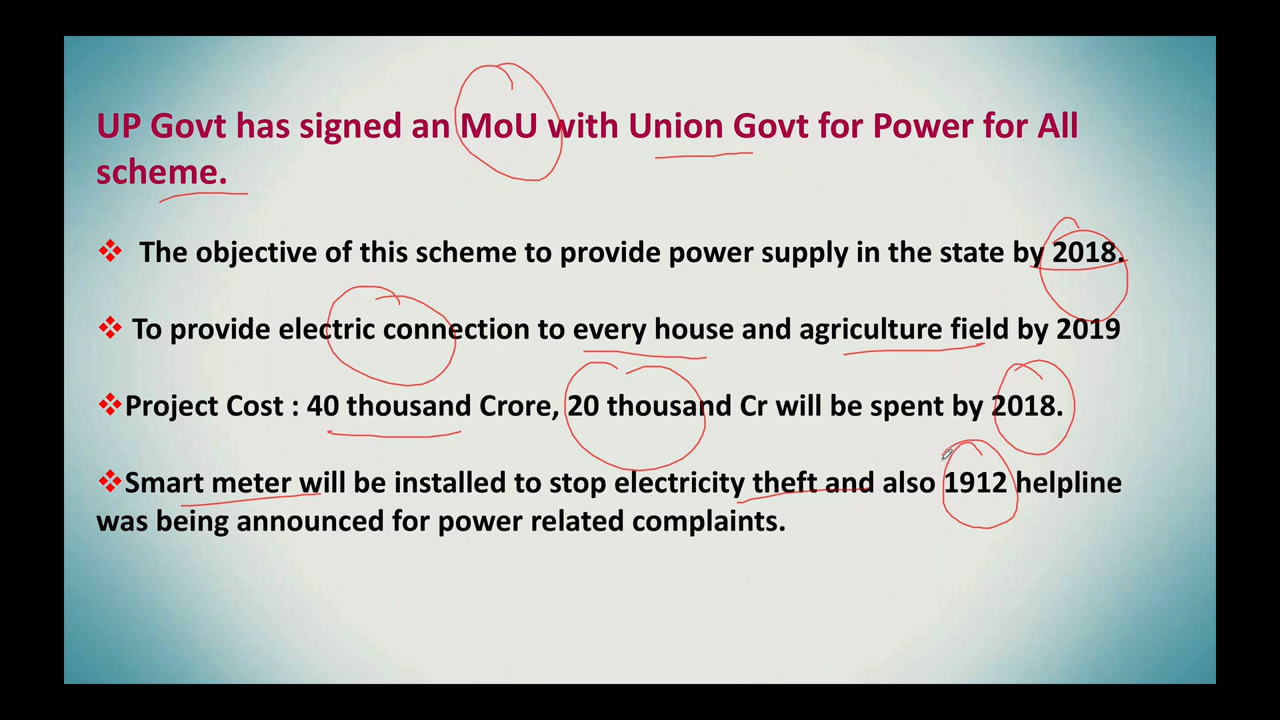 UP Govt has signed an MoU with Union Govt for Power for All
scheme.
❖ The objective of this scheme to provide power supply in the state by 2018.
❖ To provide electric connection to every house and agriculture field by 2019
❖Project Cost : 40 thousand Crore, 20 thousand Cr will be spent by 2018.
❖Smart meter will be installed to stop electricity theft and also 1912 helpline
was being announced for power related complaints.